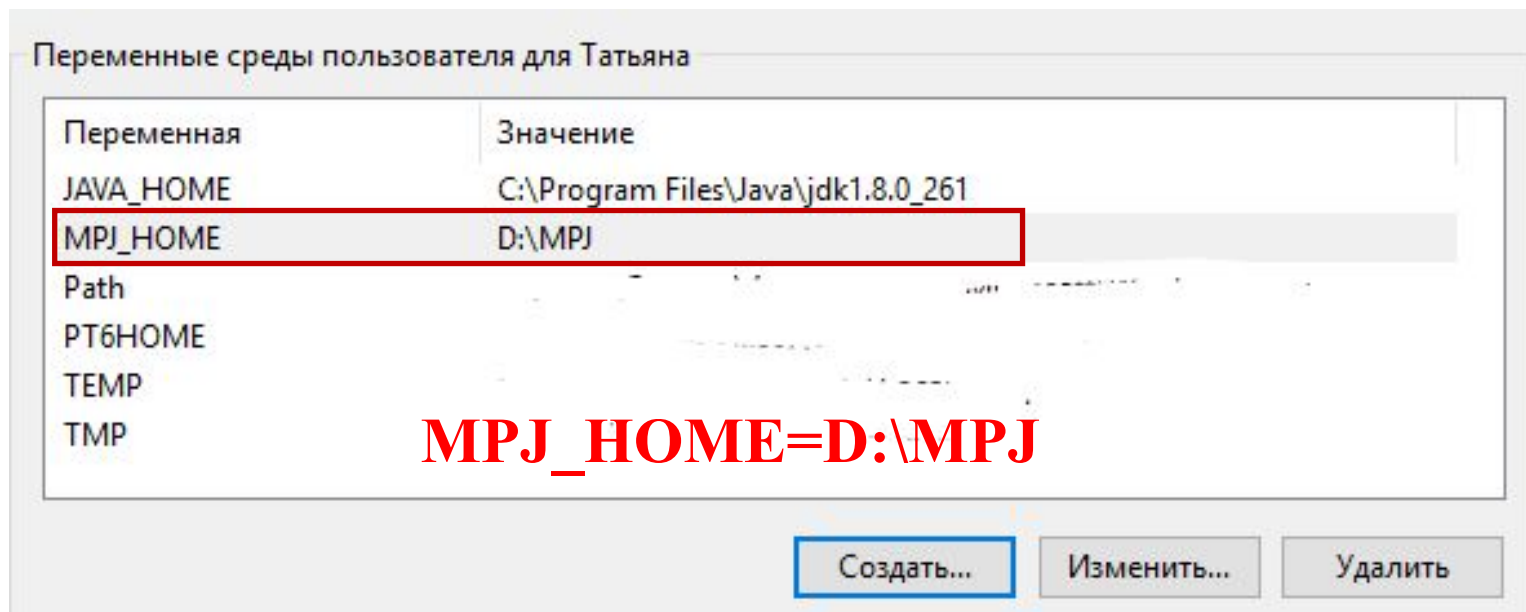 Переменные среды пользователя для Татьяна
Переменная Значение
JAVA_HOME C:\Program Files\Java\jdk1.8.0_261
MPJ_HOME D:\MPJ
Path
PT6HOME
TEMP
TMP
MPJ_HOME=D:\MPJ
Создать... Изменить... Удалить